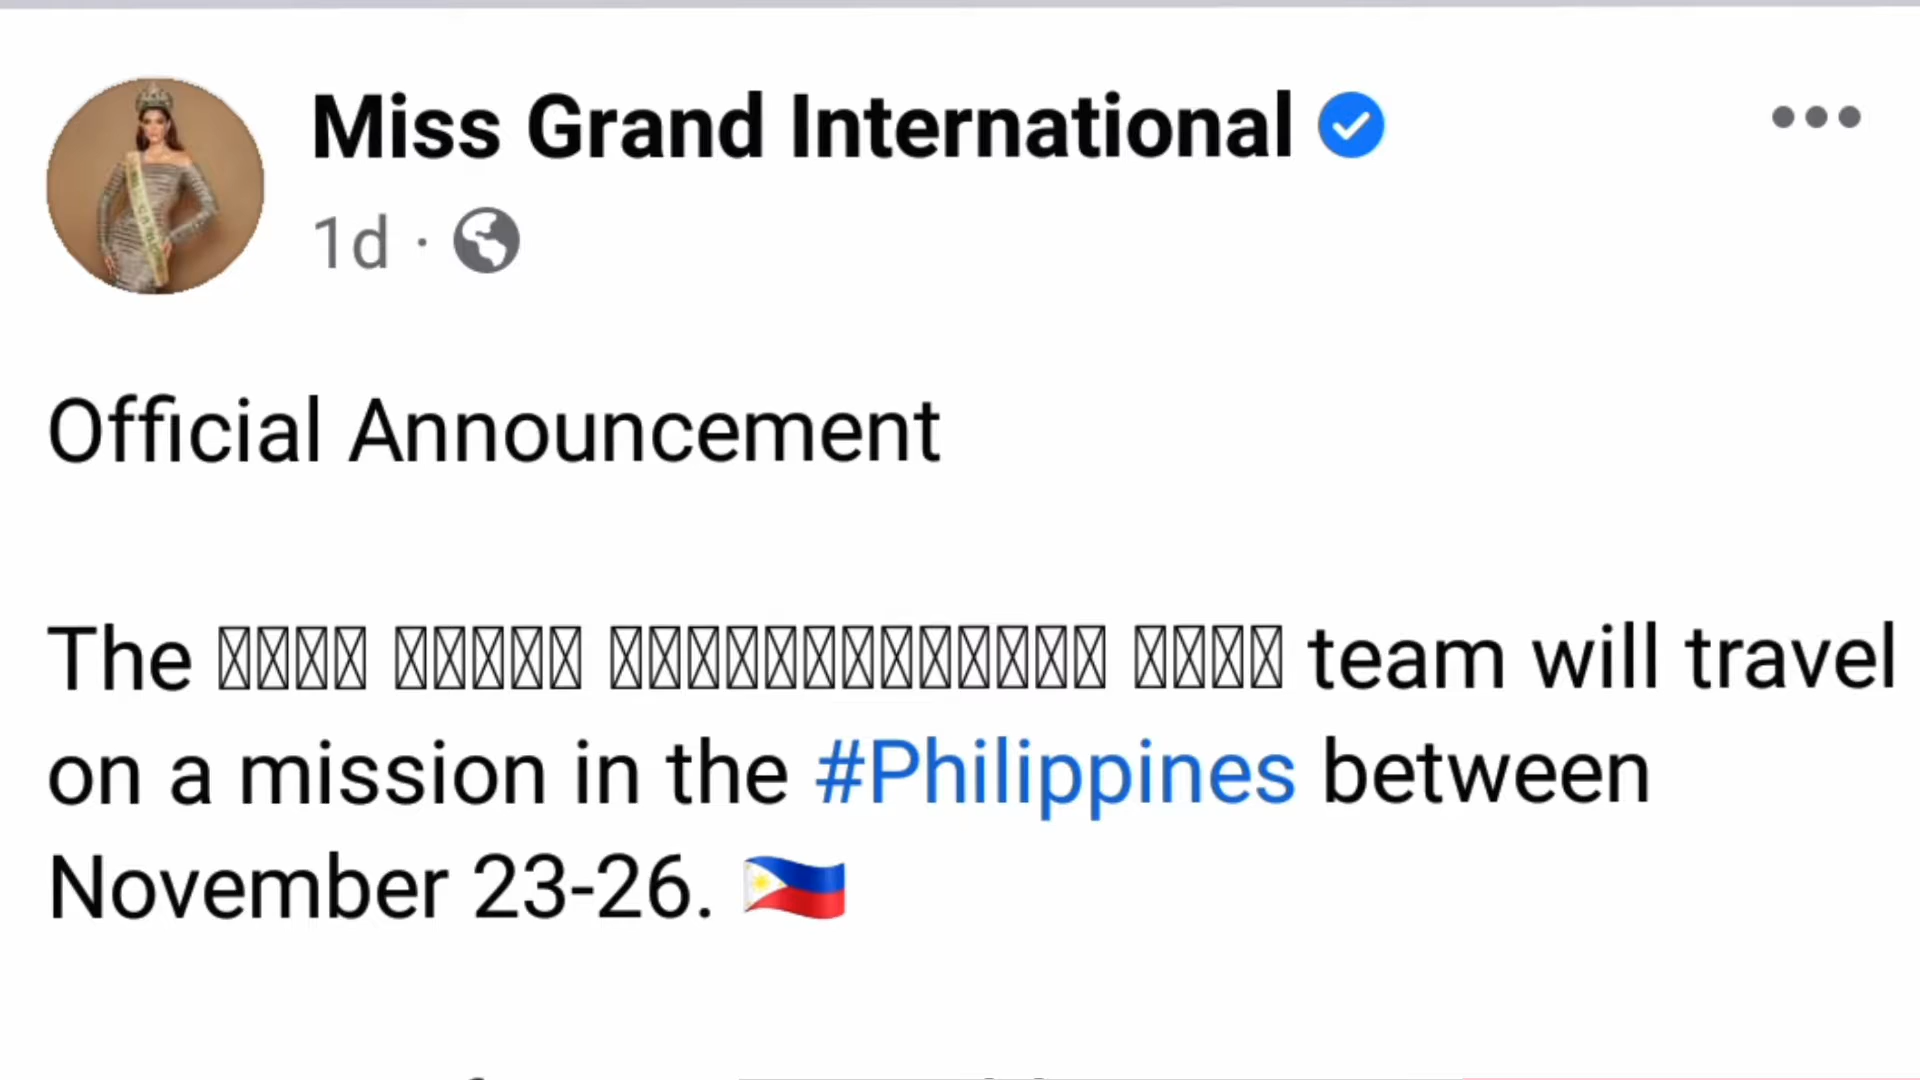 Miss Grand International
1d ·
Official Announcement
The team will travel
on a mission in the #Philippines between
November 23-26. 🇵🇭